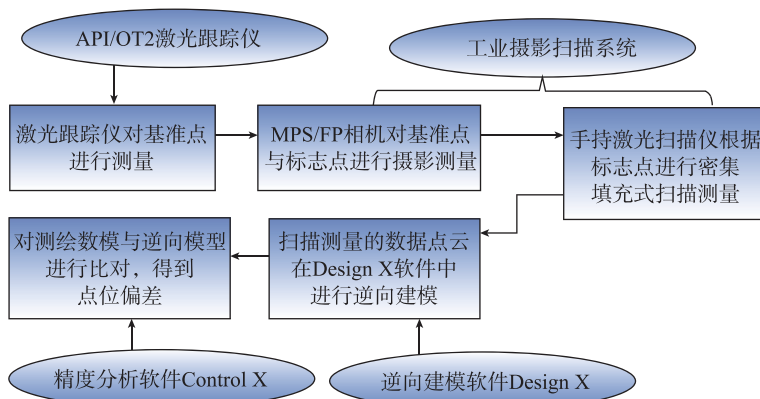 API/OT2激光跟踪仪
工业摄影扫描系统
激光跟踪仪对基准点
进行测量
MPS/FP相机对基准点
与标志点进行摄影测量
手持激光扫描仪根据
标志点进行密集
填充式扫描测量
对测绘数模与逆向模型
进行比对，得到
点位偏差
扫描测量的数据点云
在Design X软件中
进行逆向建模
精度分析软件Control X
逆向建模软件Design X